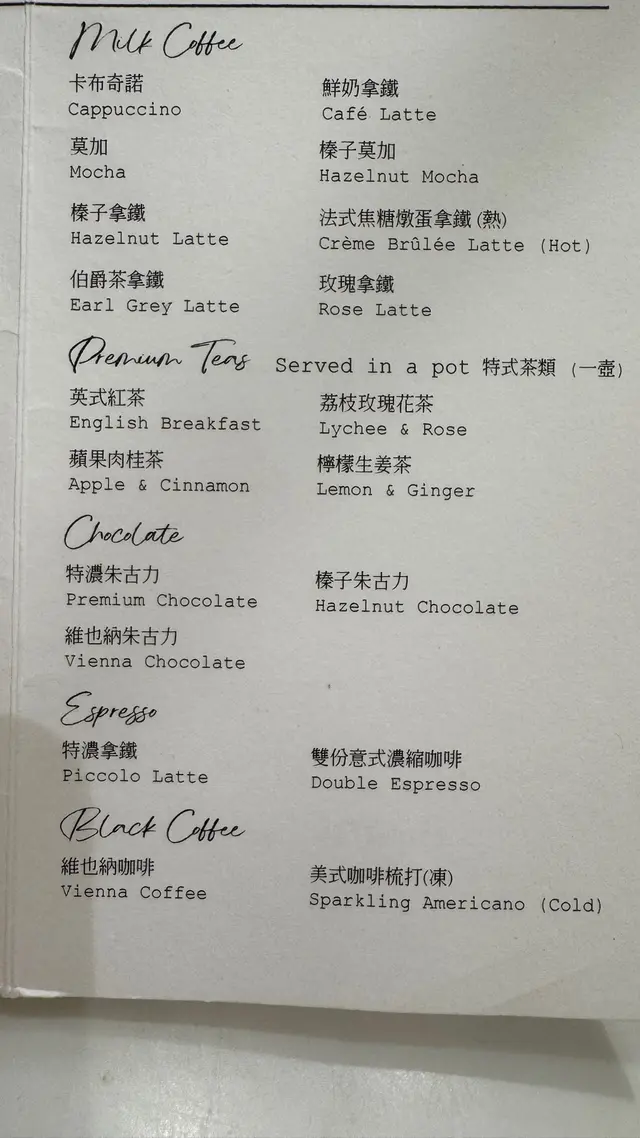 Milk Coffee
卡布奇諾
Cappuccino
鮮奶拿鐵
Café Latte
莫加
Mocha
榛子莫加
Hazelnut Mocha
榛子拿鐵
Hazelnut Latte
法式焦糖燉蛋拿鐵 (熱)
Crème Brûlée Latte (Hot)
伯爵茶拿鐵
Earl Grey Latte
玫瑰拿鐵
Rose Latte
Premium Teas Served in a pot 特式茶類 (一壺)
英式紅茶
English Breakfast
荔枝玫瑰花茶
Lychee & Rose
蘋果肉桂茶
Apple & Cinnamon
檸檬生姜茶
Lemon & Ginger
Chocolate
特濃朱古力
Premium Chocolate
榛子朱古力
Hazelnut Chocolate
維也納朱古力
Vienna Chocolate
Espresso
特濃拿鐵
Piccolo Latte
雙份意式濃縮咖啡
Double Espresso
Black Coffee
維也納咖啡
Vienna Coffee
美式咖啡梳打(凍)
Sparkling Americano (Cold)